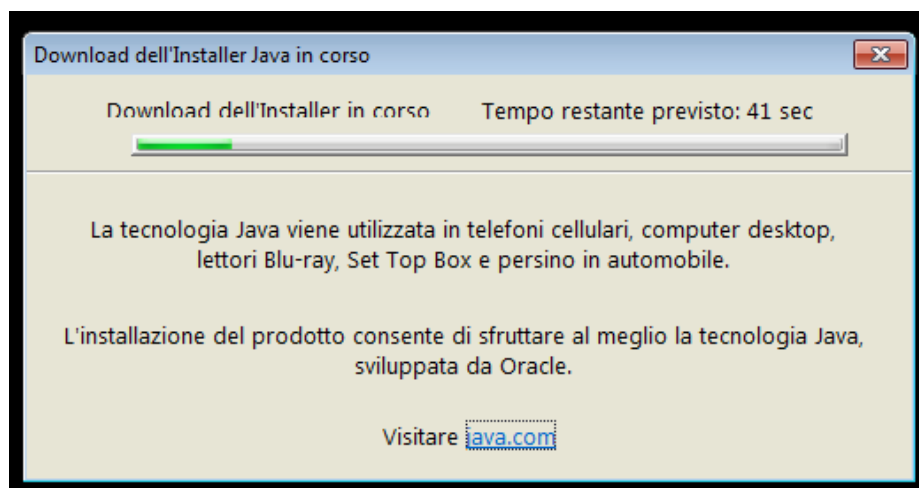 Download dell'Installer Java in corso
Download dell'Installer in corso Tempo restante previsto: 41 sec
La tecnologia Java viene utilizzata in telefoni cellulari, computer desktop,
lettori Blu-ray, Set Top Box e persino in automobile.
L'installazione del prodotto consente di sfruttare al meglio la tecnologia Java,
sviluppata da Oracle.
Visitare java.com